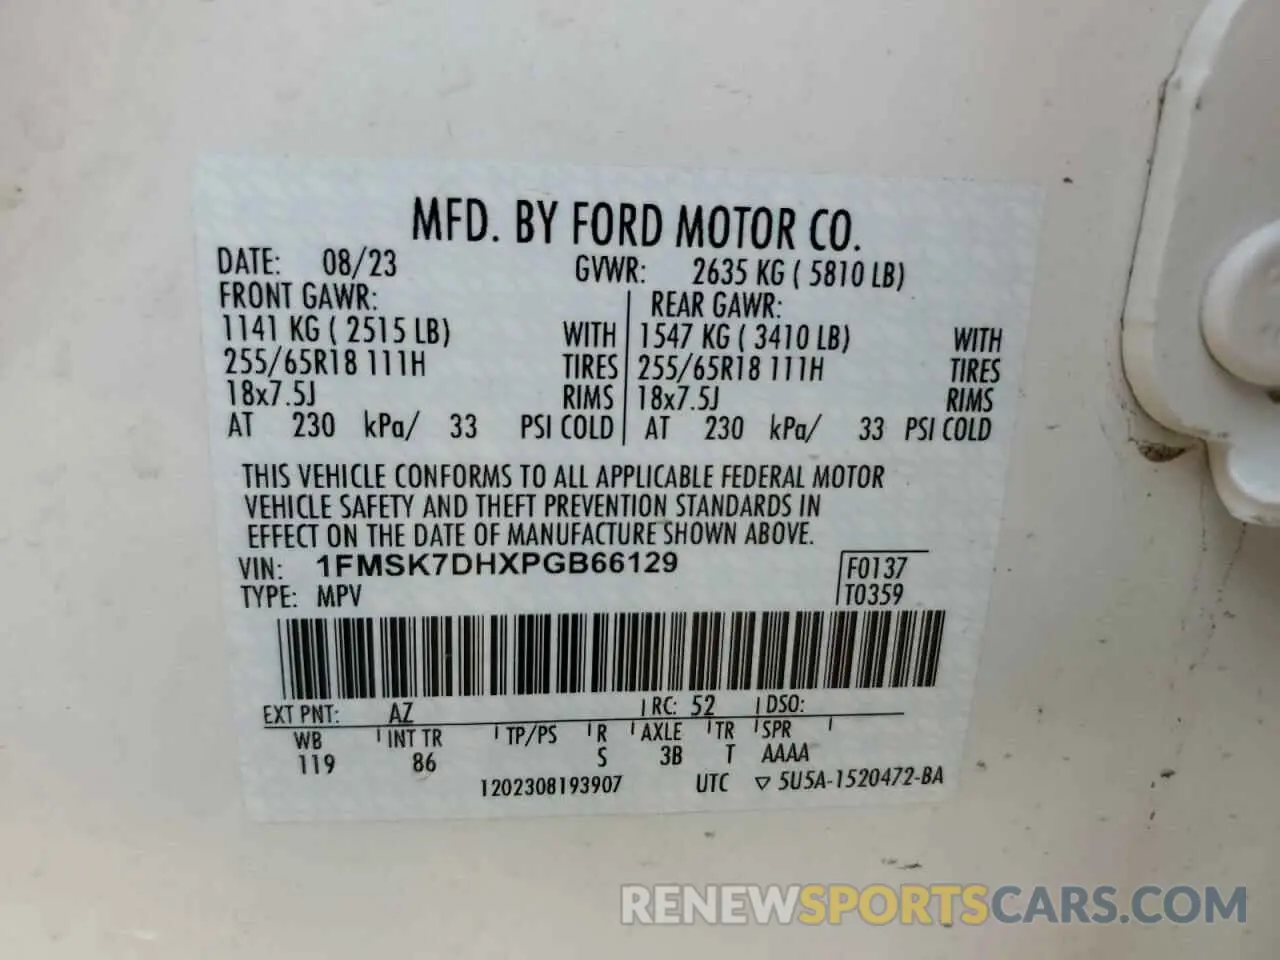 MFD. BY FORD MOTOR CO.
DATE: 08/23 GVWR: 2635 KG ( 5810 LB)
FRONT GAWR: REAR GAWR:
1141 KG ( 2515 LB) WITH 1547 KG ( 3410 LB) WITH
255/65R18 111H TIRES 255/65R18 111H TIRES
18x7.5J RIMS 18x7.5J RIMS
AT 230 kPa/ 33 PSI COLD AT 230 kPa/ 33 PSI COLD
THIS VEHICLE CONFORMS TO ALL APPLICABLE FEDERAL MOTOR
VEHICLE SAFETY AND THEFT PREVENTION STANDARDS IN
EFFECT ON THE DATE OF MANUFACTURE SHOWN ABOVE.
VIN: 1FMSK7DHXPGB66129 F0137
TYPE: MPV T0359
EXT PNT: AZ RC: 52 DSO:
WB INT TR TP/PS R AXLE TR SPR
119 86 S 3B T AAAA
1202308193907 UTC ▽ 5U5A-1520472-BA
RENEWSPORTSCARS.COM